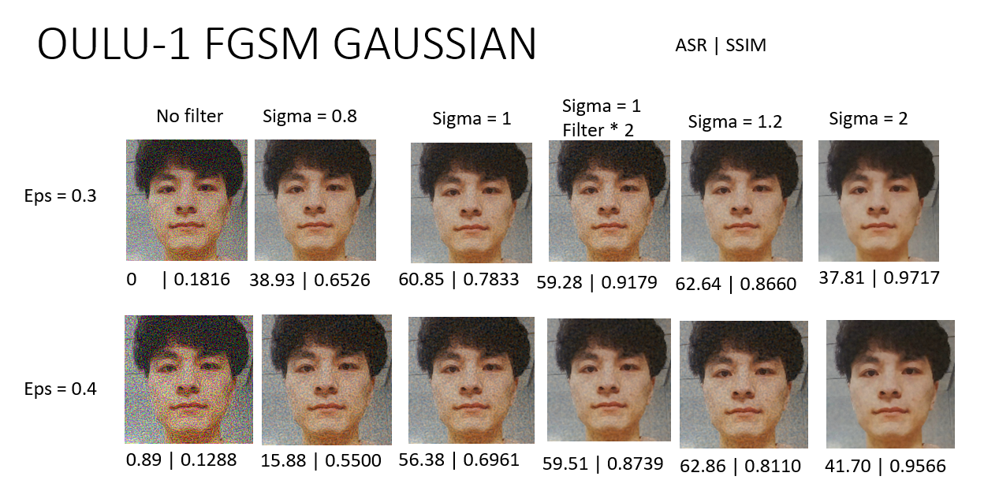 OULU-1 FGSM GAUSSIAN
ASR | SSIM
No filter
Sigma = 0.8
Sigma = 1
Sigma = 1
Filter * 2
Sigma = 1.2
Sigma = 2
Eps = 0.3
0 | 0.1816
38.93 | 0.6526
60.85 | 0.7833
59.28 | 0.9179
62.64 | 0.8660
37.81 | 0.9717
Eps = 0.4
0.89 | 0.1288
15.88 | 0.5500
56.38 | 0.6961
59.51 | 0.8739
62.86 | 0.8110
41.70 | 0.9566